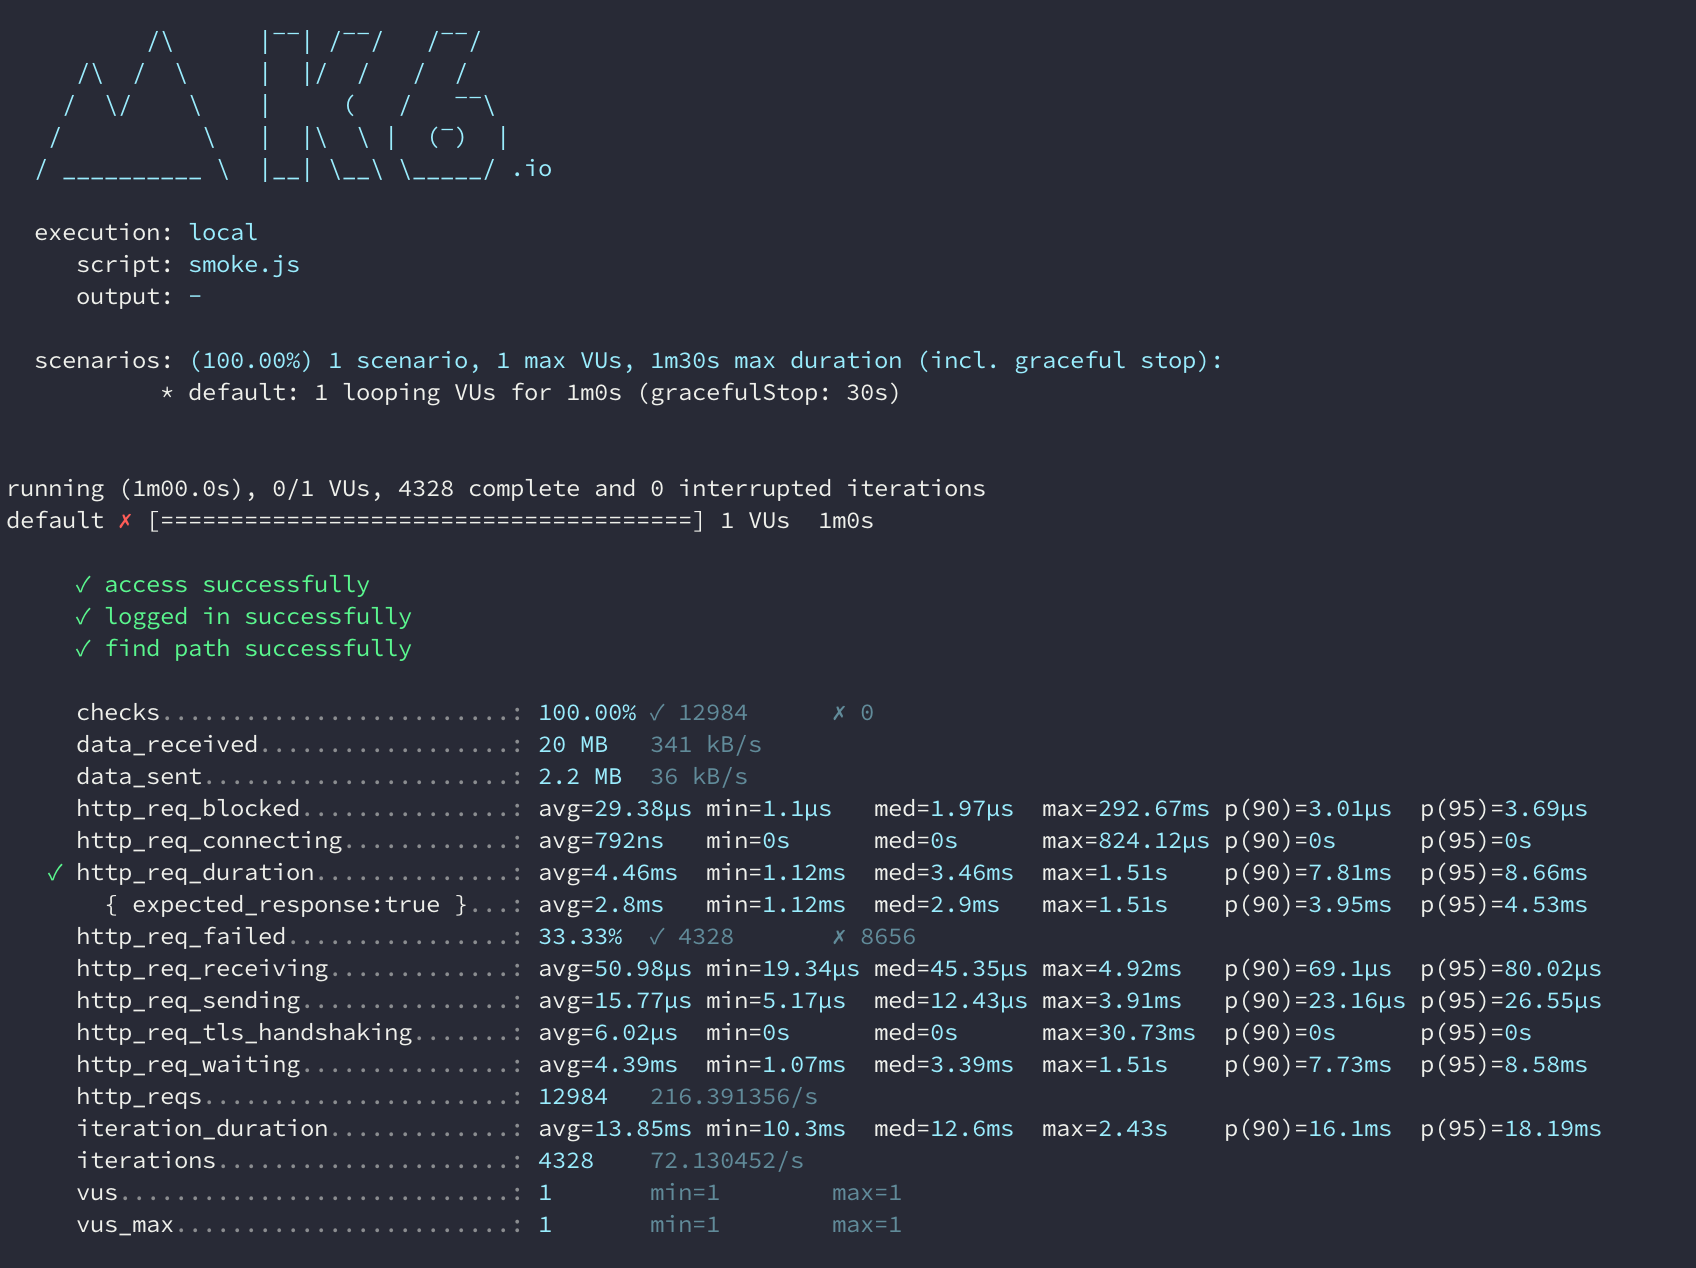 /\      |‾‾| /‾‾/   /‾‾/
    /\  /  \     |  |/  /   /  /
   /  \/    \    |     (   /   ‾‾\
  /          \   |  |\  \ |  (‾)  |
 / __________ \  |__| \__\ \_____/ .io
execution: local
script: smoke.js
output: -
scenarios: (100.00%) 1 scenario, 1 max VUs, 1m30s max duration (incl. graceful stop):
* default: 1 looping VUs for 1m0s (gracefulStop: 30s)
running (1m00.0s), 0/1 VUs, 4328 complete and 0 interrupted iterations
default ✗ [======================================] 1 VUs  1m0s
✓ access successfully
✓ logged in successfully
✓ find path successfully
checks.........................: 100.00% ✓ 12984      ✗ 0
data_received..................: 20 MB   341 kB/s
data_sent......................: 2.2 MB  36 kB/s
http_req_blocked...............: avg=29.38µs min=1.1µs   med=1.97µs  max=292.67ms p(90)=3.01µs  p(95)=3.69µs
http_req_connecting............: avg=792ns   min=0s      med=0s      max=824.12µs p(90)=0s      p(95)=0s
✓ http_req_duration..............: avg=4.46ms  min=1.12ms  med=3.46ms  max=1.51s    p(90)=7.81ms  p(95)=8.66ms
{ expected_response:true }...: avg=2.8ms   min=1.12ms  med=2.9ms   max=1.51s    p(90)=3.95ms  p(95)=4.53ms
http_req_failed................: 33.33%  ✓ 4328       ✗ 8656
http_req_receiving.............: avg=50.98µs min=19.34µs med=45.35µs max=4.92ms   p(90)=69.1µs  p(95)=80.02µs
http_req_sending...............: avg=15.77µs min=5.17µs  med=12.43µs max=3.91ms   p(90)=23.16µs p(95)=26.55µs
http_req_tls_handshaking.......: avg=6.02µs  min=0s      med=0s      max=30.73ms  p(90)=0s      p(95)=0s
http_req_waiting...............: avg=4.39ms  min=1.07ms  med=3.39ms  max=1.51s    p(90)=7.73ms  p(95)=8.58ms
http_reqs......................: 12984   216.391356/s
iteration_duration.............: avg=13.85ms min=10.3ms  med=12.6ms  max=2.43s    p(90)=16.1ms  p(95)=18.19ms
iterations.....................: 4328    72.130452/s
vus............................: 1       min=1        max=1
vus_max........................: 1       min=1        max=1